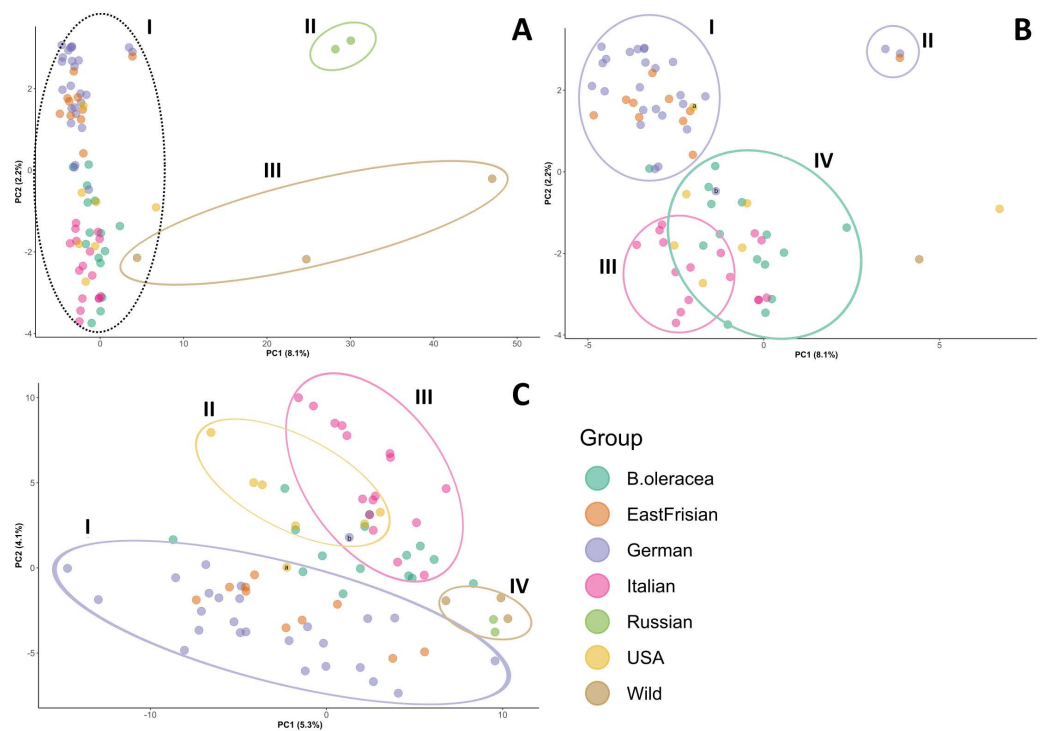 I
II
A
III
PC2 (2.2%)
2
0
-2
-4
0
10
20
30
40
50
PC1 (8.1%)
I
II
B
IV
III
a
b
PC2 (2.2%)
2
0
-2
-4
-5
0
5
PC1 (8.1%)
C
III
II
I
IV
a
b
PC2 (4.1%)
10
5
0
-5
-10
0
10
PC1 (5.3%)
Group
B.oleracea
EastFrisian
German
Italian
Russian
USA
Wild